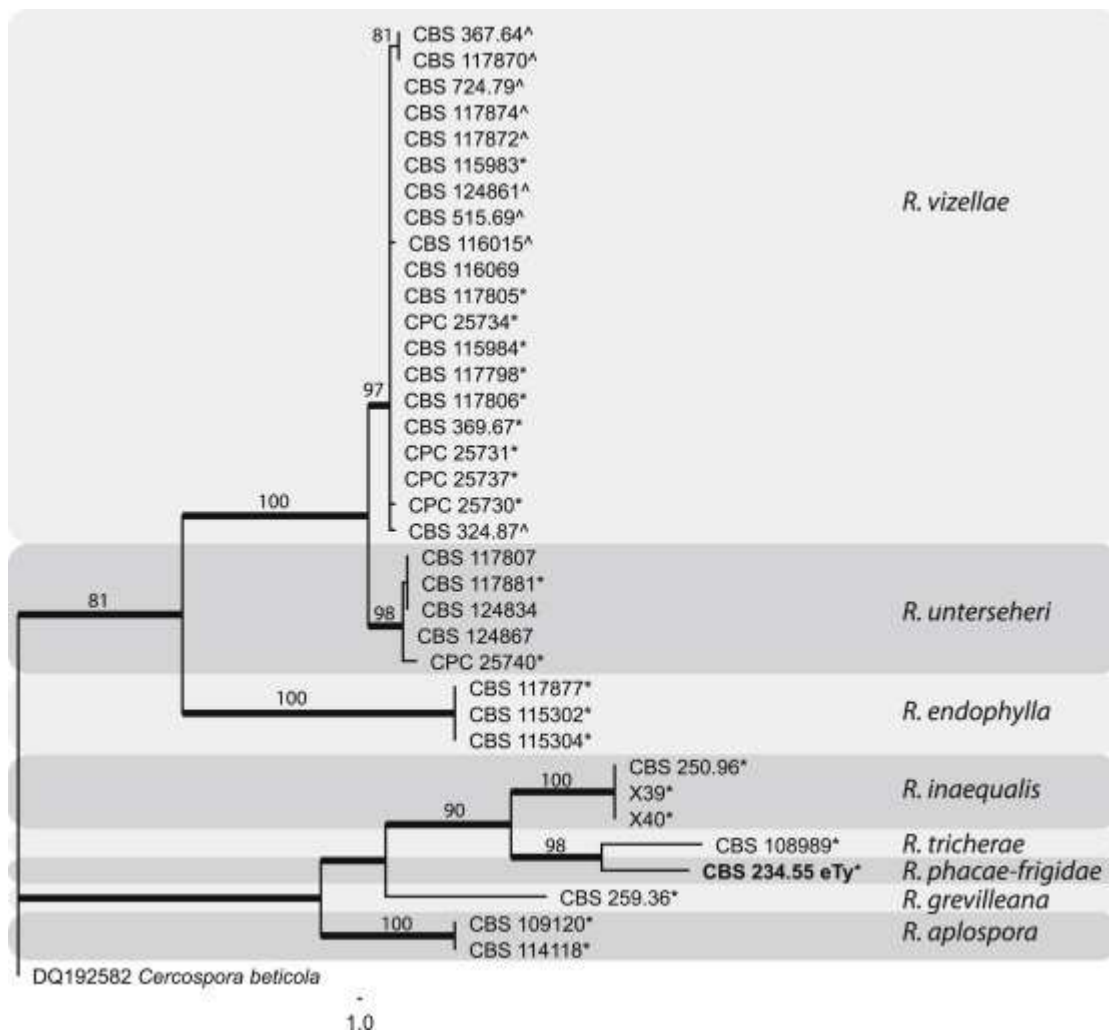 81
CBS 367.64^
CBS 117870^
CBS 724.79^
CBS 117874^
CBS 117872^
CBS 115983*
CBS 124861^
R. vizellae
CBS 515.69^
CBS 116015^
CBS 116069
CBS 117805*
CPC 25734*
CBS 115984*
CBS 117798*
97
CBS 117806*
CBS 369.67*
CPC 25731*
CPC 25737*
100
CPC 25730*
CBS 324.87^
CBS 117807
CBS 117881*
81
CBS 124834
R. unterseheri
98
CBS 124867
CPC 25740*
CBS 117877*
100
CBS 115302*
R. endophylla
CBS 115304*
CBS 250.96*
100
X39*
R. inaequalis
90
X40*
98
CBS 108989*
R. tricherae
CBS 234.55 eTy*
R. phacae-frigidae
CBS 259.36*
R. grevilleana
100
CBS 109120*
R. aplospora
CBS 114118*
DQ192582 Cercospora beticola
1.0